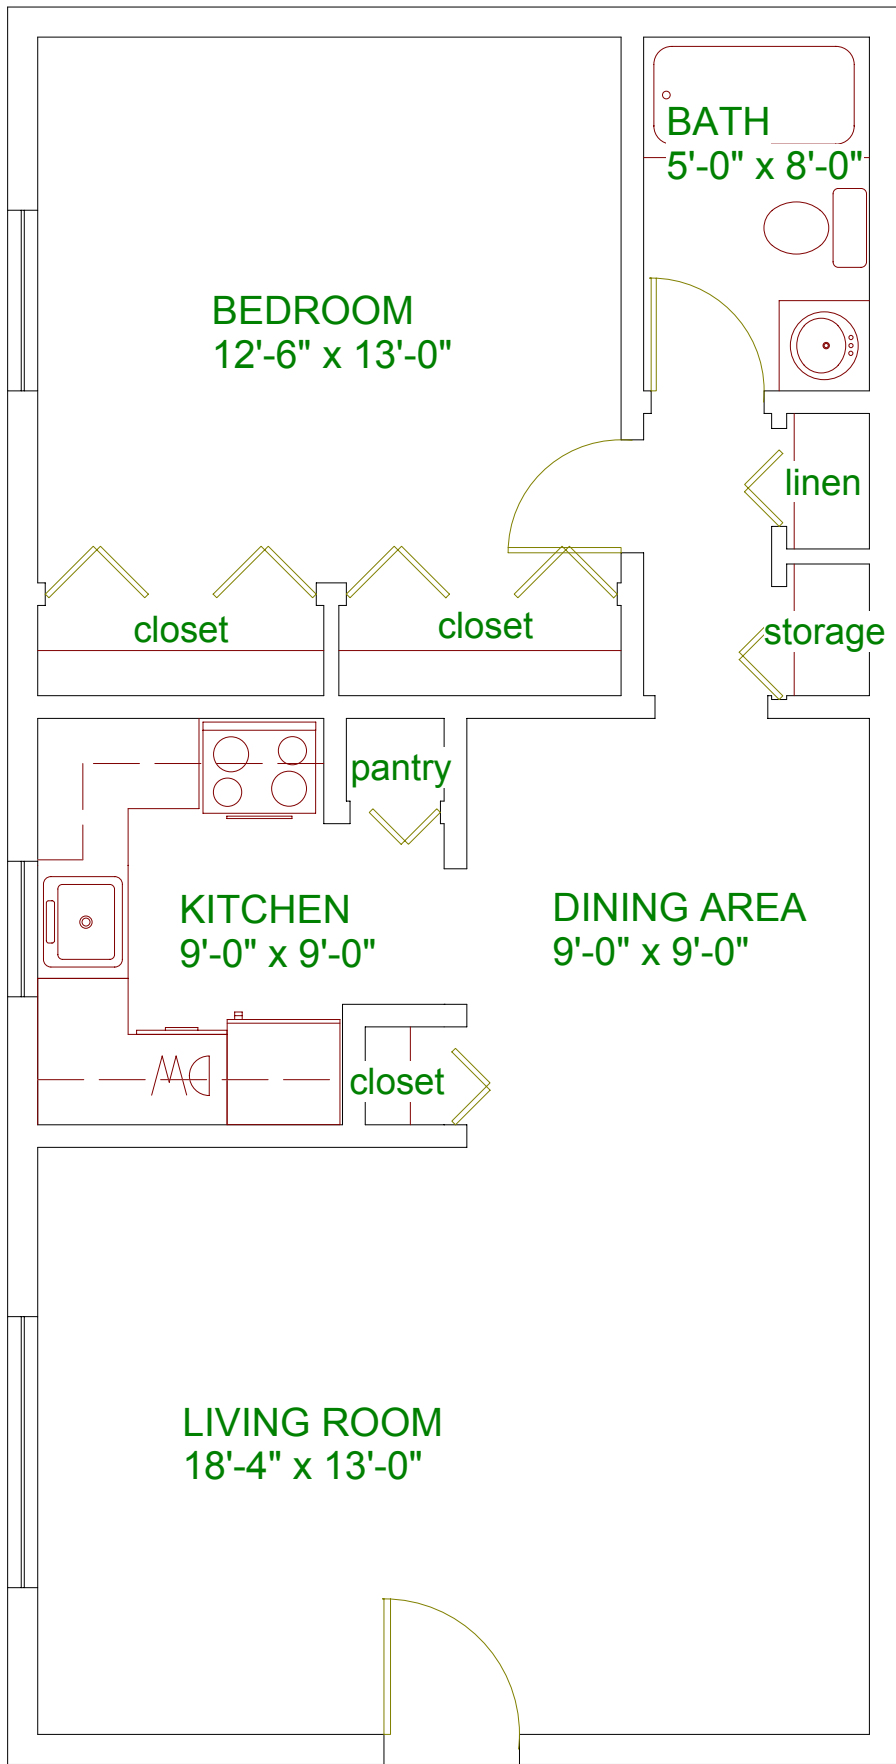 BATH
5'-0" x 8'-0"
BEDROOM
12'-6" x 13'-0"
linen
closet
closet
storage
pantry
KITCHEN
9'-0" x 9'-0"
DINING AREA
9'-0" x 9'-0"
DW
closet
LIVING ROOM
18'-4" x 13'-0"